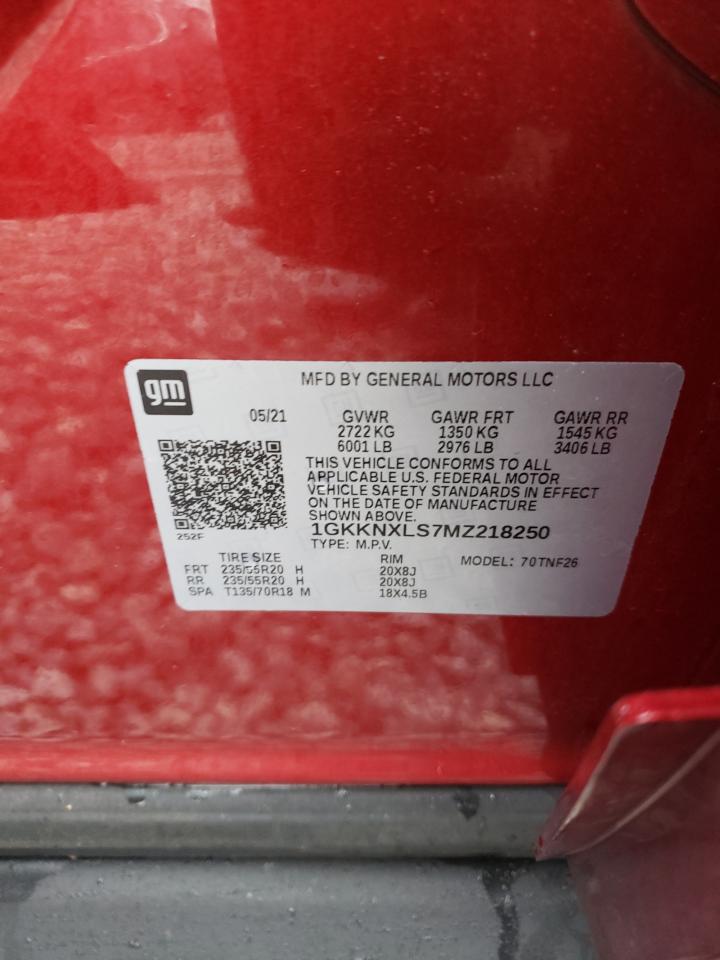 gm
MFD BY GENERAL MOTORS LLC
05/21 GVWR GAWR FRT GAWR RR
2722 KG 1350 KG 1545 KG
6001 LB 2976 LB 3406 LB
THIS VEHICLE CONFORMS TO ALL
APPLICABLE U.S. FEDERAL MOTOR
VEHICLE SAFETY STANDARDS IN EFFECT
ON THE DATE OF MANUFACTURE
SHOWN ABOVE.
252F
1GKKNXLS7MZ218250
TYPE: M.P.V.
TIRE SIZE RIM MODEL: 70TNF26
FRT 235/55R20 H 20X8J
RR 235/55R20 H 20X8J
SPA T135/70R18 M 18X4.5B